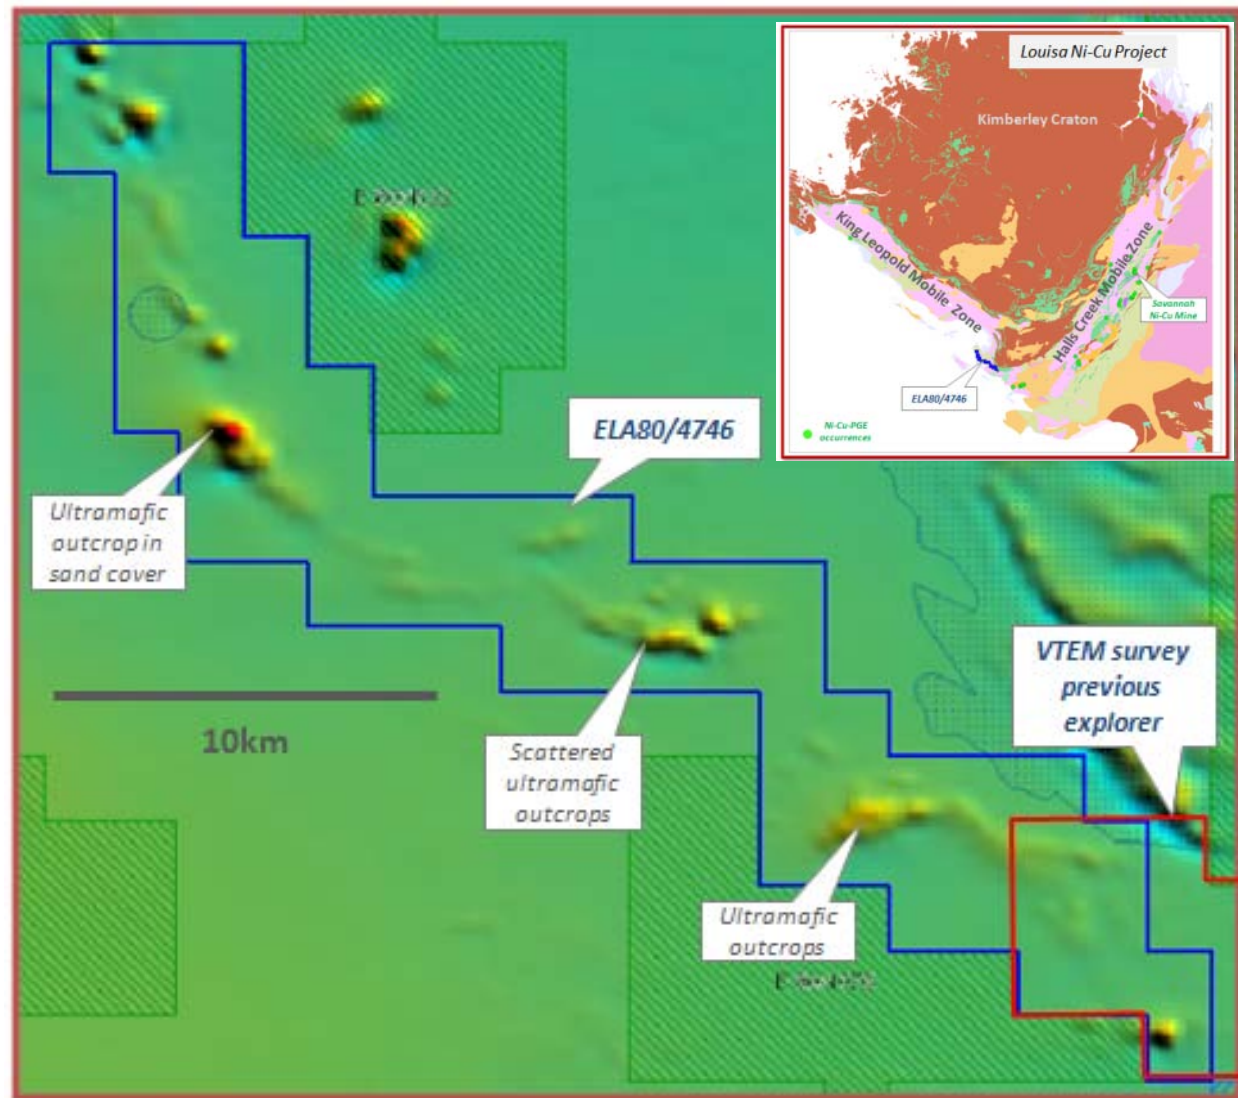 Louisa Ni-Cu Project
Kimberley Craton
King Leopold Mobile Zone
Halls Creek Mobile Zone
Savannah
Ni-Cu Mine
ELA80/4746
Ni-Cu-PGE
occurrences
ELA80/4746
Ultramafic
outcrop in
sand cover
VTEM survey
previous
explorer
10km
Scattered
ultramafic
outcrops
Ultramafic
outcrops